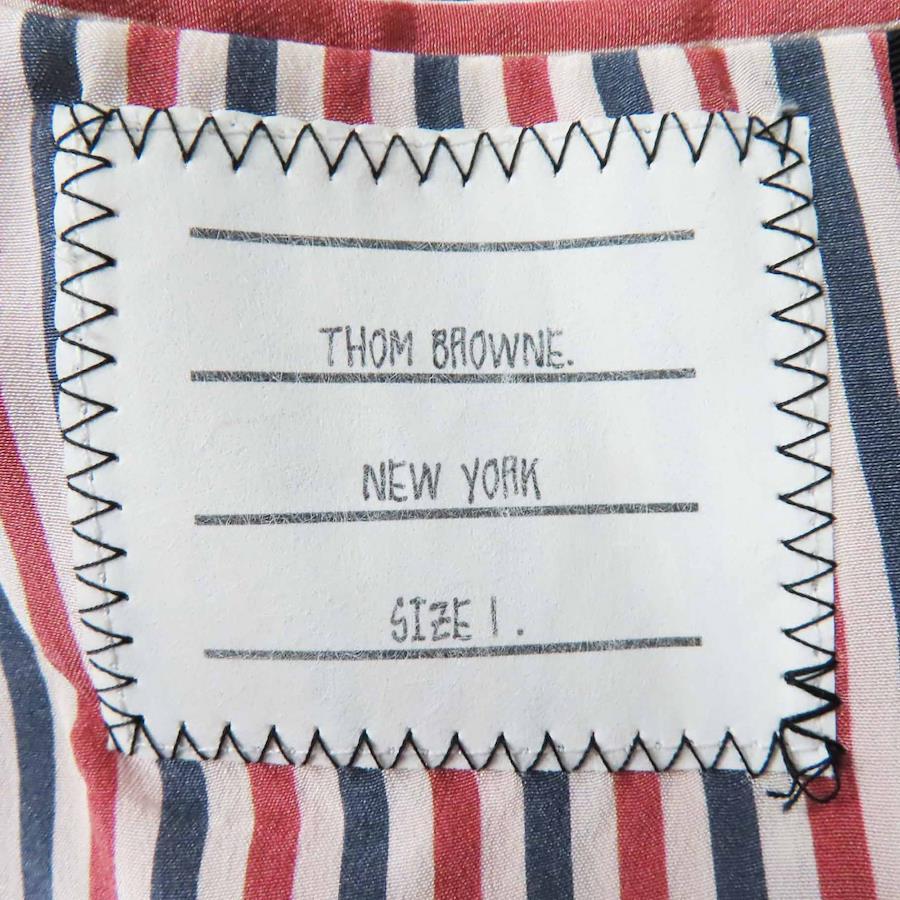 THOM BROWNE.
NEW YORK
SIZE 1.